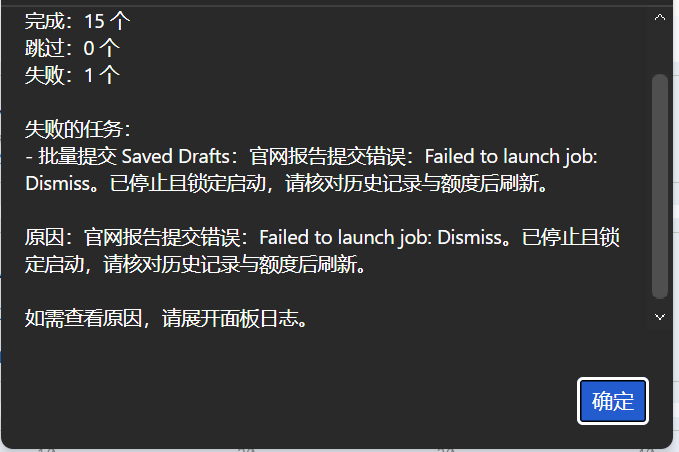 完成：15 个
跳过：0 个
失败：1 个
失败的任务：
- 批量提交 Saved Drafts：官网报告提交错误：Failed to launch job:
Dismiss。已停止且锁定启动，请核对历史记录与额度后刷新。
原因：官网报告提交错误：Failed to launch job: Dismiss。已停止且锁
定启动，请核对历史记录与额度后刷新。
如需查看原因，请展开面板日志。
确定